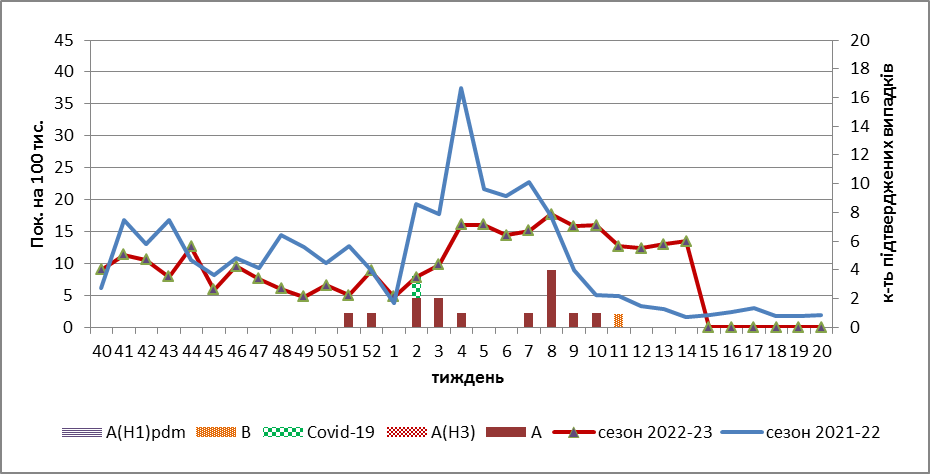 45 20
40 18
35 16
30 14
25 12
20 10
15 8
10 6
5 4
0 2
0
Пок. на 100 тис.
к-ть підтверджених випадків
40 41 42 43 44 45 46 47 48 49 50 51 52 1 2 3 4 5 6 7 8 9 10 11 12 13 14 15 16 17 18 19 20
тиждень
А(H1)pdm В Covid-19 А(H3) А сезон 2022-23 сезон 2021-22